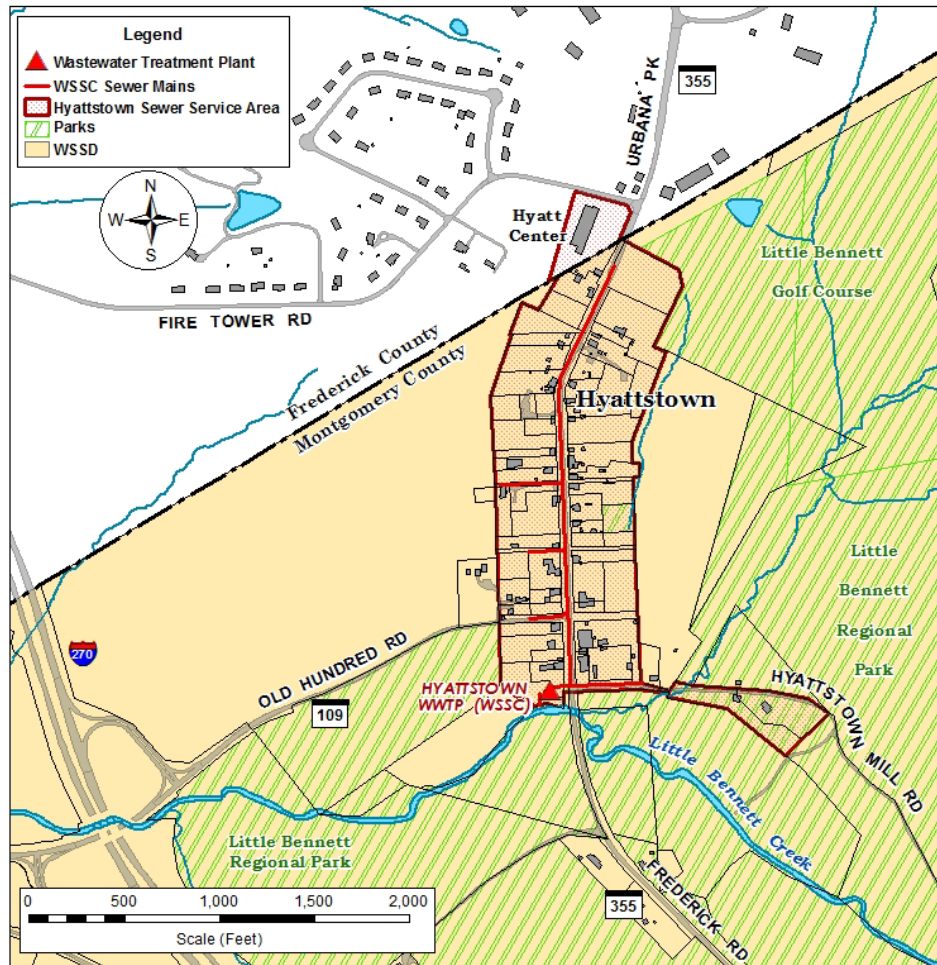 Legend
Wastewater Treatment Plant
WSSC Sewer Mains
Hyattstown Sewer Service Area
Parks
WSSD
N
W E
S
URBANA PK
355
Hyatt
Center
Little Bennett
Golf Course
FIRE TOWER RD
Frederick County
Montgomery County
Hyattstown
Little
Bennett
Regional
Park
270
OLD HUNDRED RD
109
HYATTSTOWN
WWTP (WSSC)
HYATTSTOWN MILL RD
Little Bennett Creek
Little Bennett
Regional Park
FREDERICK RD
355
0 500 1,000 1,500 2,000
Scale (Feet)